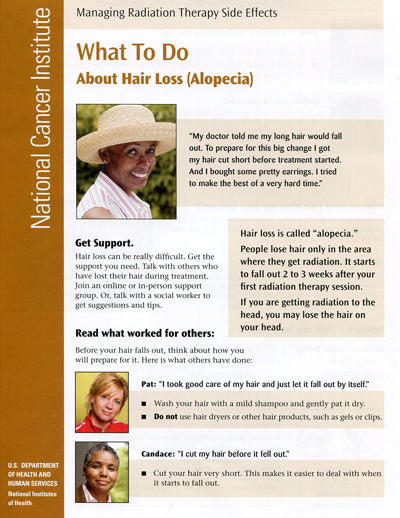 National Cancer Institute
Managing Radiation Therapy Side Effects
What To Do
About Hair Loss (Alopecia)
“My doctor told me my long hair would fall
out. To prepare for this big change I got
my hair cut short before treatment started.
And I bought some pretty earrings. I tried
to make the best of a very hard time.”
Get Support.
Hair loss can be really difficult. Get the
support you need. Talk with others who
have lost their hair during treatment.
Join an online or in-person support
group. Or, talk with a social worker to
get suggestions and tips.
Hair loss is called “alopecia.”
People lose hair only in the area
where they get radiation. It starts
to fall out 2 to 3 weeks after your
first radiation therapy session.
If you are getting radiation to the
head, you may lose the hair on
your head.
Read what worked for others:
Before your hair falls out, think about how you
will prepare for it. Here is what others have done:
Pat: “I took good care of my hair and just let it fall out by itself.”
■ Wash your hair with a mild shampoo and gently pat it dry.
■ Do not use hair dryers or other hair products, such as gels or clips.
Candace: “I cut my hair before it fell out.”
■ Cut your hair very short. This makes it easier to deal with when
it starts to fall out.
U.S. DEPARTMENT
OF HEALTH AND
HUMAN SERVICES
National Institutes
of Health